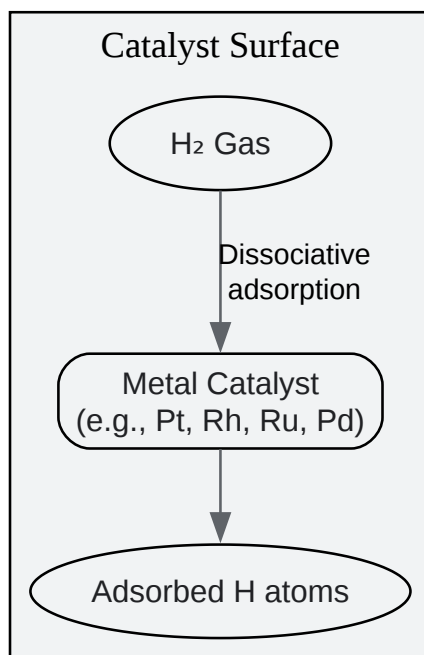 Catalyst Surface
H₂ Gas
Dissociative
adsorption
Metal Catalyst
(e.g., Pt, Rh, Ru, Pd)
Adsorbed H atoms